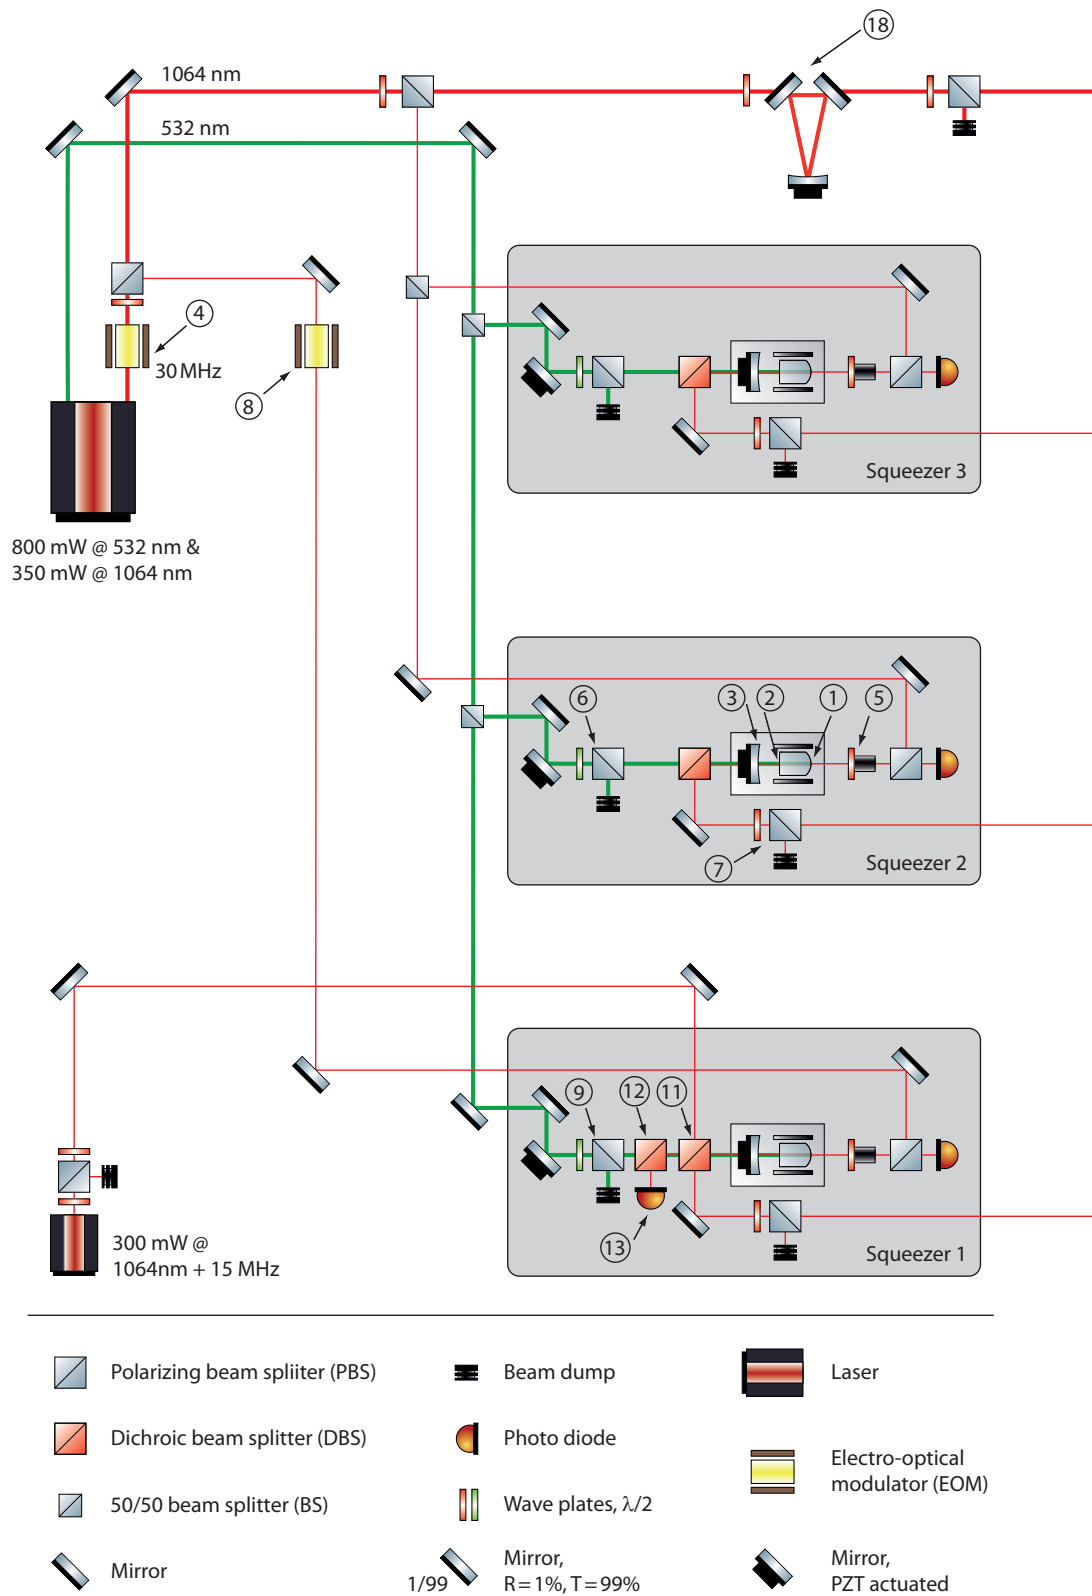 18
1064 nm
532 nm
4
30 MHz
8
Squeezer 3
800 mW @ 532 nm &
350 mW @ 1064 nm
6
3
2
1
5
7
Squeezer 2
9
12
11
13
Squeezer 1
300 mW @
1064nm + 15 MHz
Polarizing beam spliiter (PBS)
Beam dump
Laser
Dichroic beam splitter (DBS)
Photo diode
Electro-optical
modulator (EOM)
50/50 beam splitter (BS)
Wave plates, λ/2
Mirror
1/99
Mirror,
R = 1%, T = 99%
Mirror,
PZT actuated